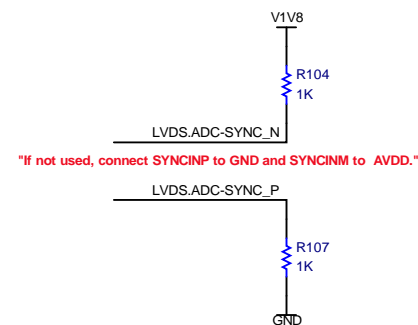 V1V8
R104
1K
LVDS.ADC-SYNC_N
"If not used, connect SYNCINP to GND and SYNCINM to AVDD."
LVDS.ADC-SYNC_P
R107
1K
GND